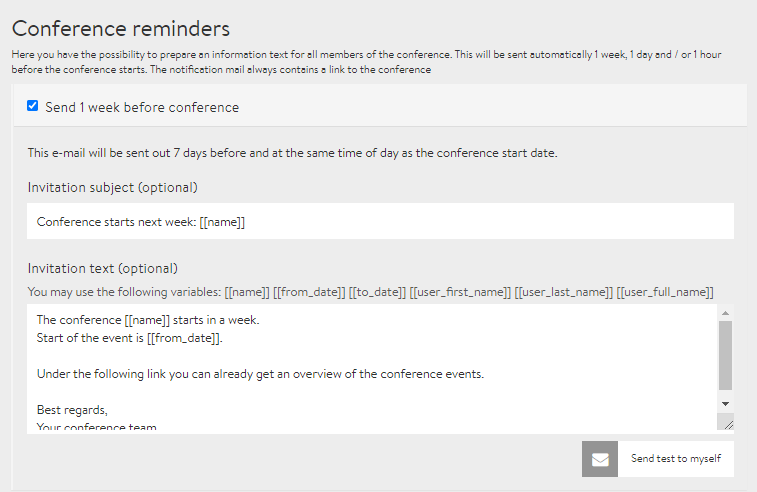 Conference reminders
Here you have the possibility to prepare an information text for all members of the conference. This will be sent automatically 1 week, 1 day and / or 1 hour
before the conference starts. The notification mail always contains a link to the conference
Send 1 week before conference
This e-mail will be sent out 7 days before and at the same time of day as the conference start date.
Invitation subject (optional)
Conference starts next week: [[name]]
Invitation text (optional)
You may use the following variables: [[name]] [[from_date]] [[to_date]] [[user_first_name]] [[user_last_name]] [[user_full_name]]
The conference [[name]] starts in a week.
Start of the event is [[from_date]].
Under the following link you can already get an overview of the conference events.
Best regards,
Your conference team
Send test to myself